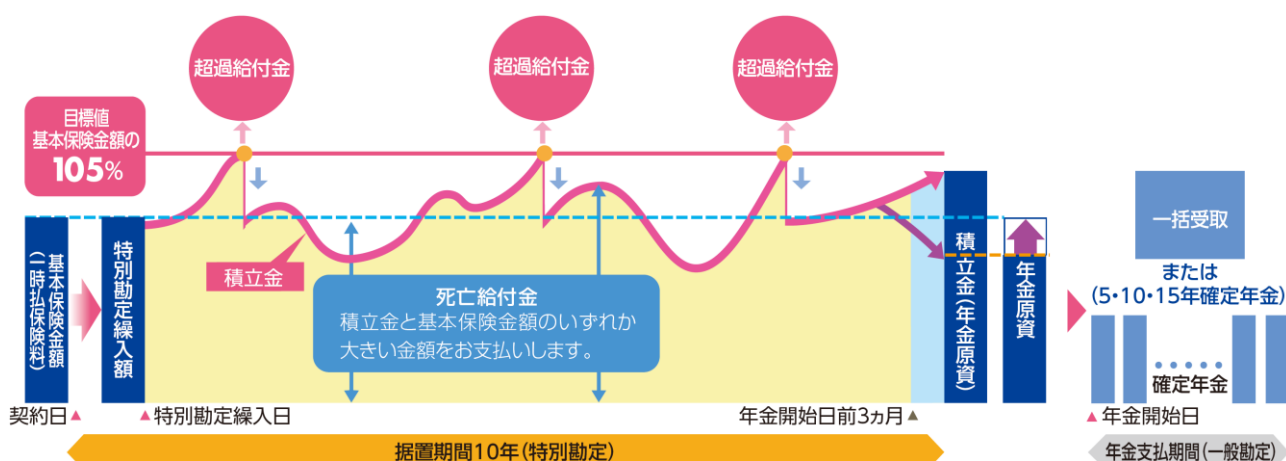 超過給付金
超過給付金
超過給付金
目標値
基本保険金額の
105%
基本保険金額
(一時払保険料)
特別勘定繰入額
積立金
死亡給付金
積立金と基本保険金額のいずれか
大きい金額をお支払いします。
積立金(年金原資)
年金原資
一括受取
または
(5・10・15年確定年金)
確定年金
契約日▲
▲特別勘定繰入日
年金開始日前3ヵ月▲
▲年金開始日
据置期間10年(特別勘定)
年金支払期間(一般勘定)